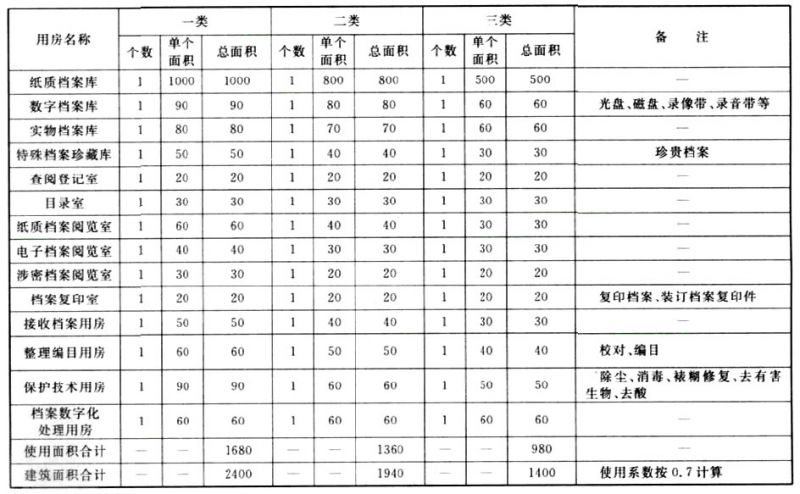 用房名称 一类 二类 三类 备 注
个数 单个面积 总面积 个数 单个面积 总面积 个数 单个面积 总面积
纸质档案库 1 1000 1000 1 800 800 1 500 500 —
数字档案库 1 90 90 1 80 80 1 60 60 光盘、磁盘、录像带、录音带等
实物档案库 1 80 80 1 70 70 1 60 60 —
特殊档案珍藏库 1 50 50 1 40 40 1 30 30 珍贵档案
查阅登记室 1 20 20 1 20 20 1 20 20 —
目录室 1 30 30 1 30 30 1 30 30 —
纸质档案阅览室 1 60 60 1 40 40 1 30 30 —
电子档案阅览室 1 40 40 1 30 30 1 30 30 —
涉密档案阅览室 1 30 30 1 20 20 1 20 20 —
档案复印室 1 20 20 1 20 20 1 20 20 复印档案、装订档案复印件
接收档案用房 1 50 50 1 40 40 1 30 30 —
整理编目用房 1 60 60 1 50 50 1 40 40 校对、编目
保护技术用房 1 90 90 1 60 60 1 50 50 除尘、消毒、裱糊修复、去有害
生物、去酸
档案数字化
处理用房 1 60 60 1 60 60 1 60 60 —
使用面积合计 — — 1680 — — 1360 — — 980
建筑面积合计 — — 2400 — — 1940 — — 1400 使用系数按0.7计算